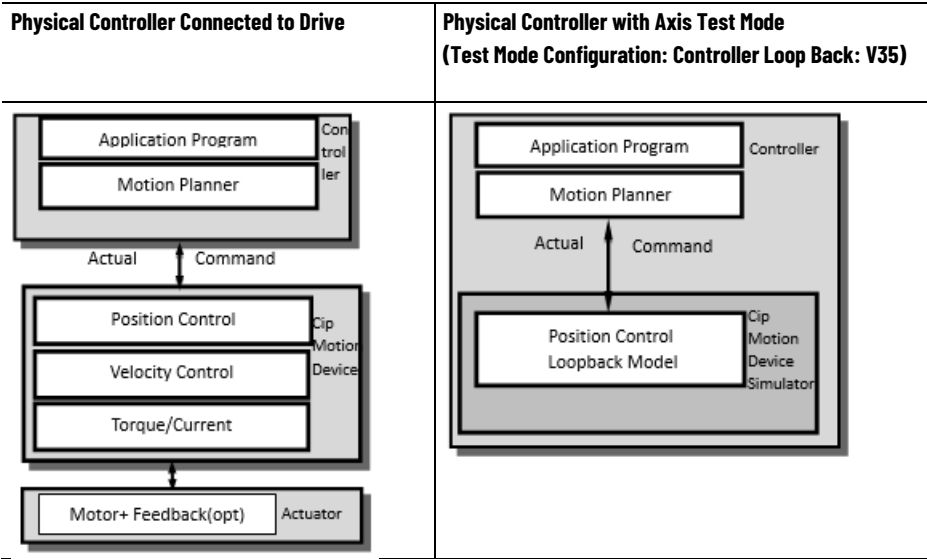 Physical Controller Connected to Drive
Physical Controller with Axis Test Mode
(Test Mode Configuration: Controller Loop Back: V35)
Application Program
Con
trol
ler
Motion Planner
Actual Command
Position Control
Cip
Motion
Device
Velocity Control
Torque/Current
Motor+ Feedback(opt)
Actuator
Application Program
Controller
Motion Planner
Actual Command
Position Control
Loopback Model
Cip
Motion
Device
Simulator